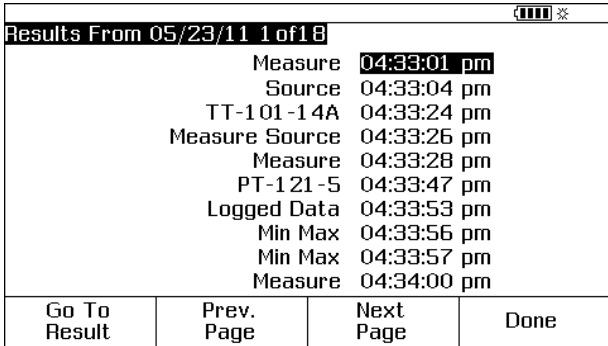 Results From 05/23/11 1of18
Measure 04:33:01 pm
Source 04:33:04 pm
TT-101-14A 04:33:24 pm
Measure Source 04:33:26 pm
Measure 04:33:28 pm
PT-121-5 04:33:47 pm
Logged Data 04:33:53 pm
Min Max 04:33:56 pm
Min Max 04:33:57 pm
Measure 04:34:00 pm
Go To Result
Prev. Page
Next Page
Done